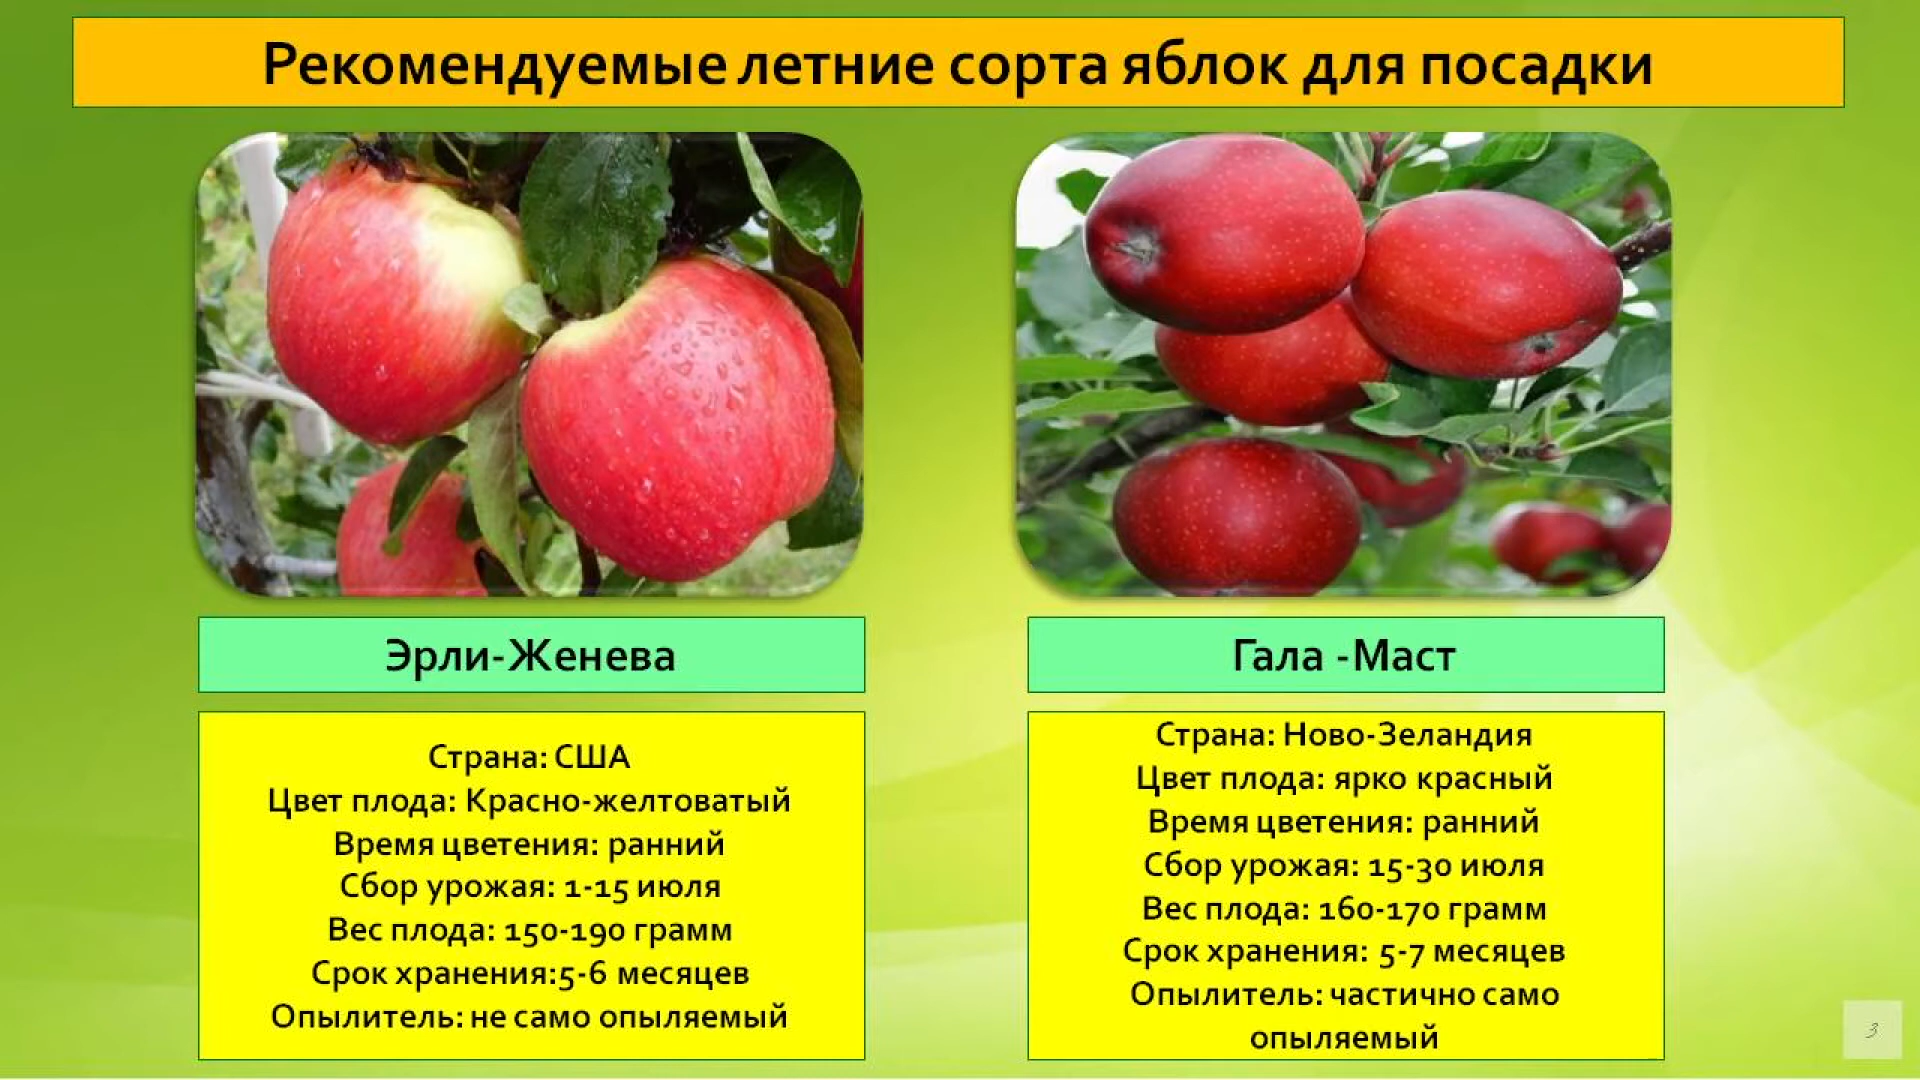 Рекомендуемые летние сорта яблок для посадки
Эрли-Женева
Страна: США
Цвет плода: Красно-желтоватый
Время цветения: ранний
Сбор урожая: 1-15 июля
Вес плода: 150-190 грамм
Срок хранения:5-6 месяцев
Опылитель: не само опыляемый
Гала -Маст
Страна: Ново-Зеландия
Цвет плода: ярко красный
Время цветения: ранний
Сбор урожая: 15-30 июля
Вес плода: 160-170 грамм
Срок хранения: 5-7 месяцев
Опылитель: частично само
опыляемый
3